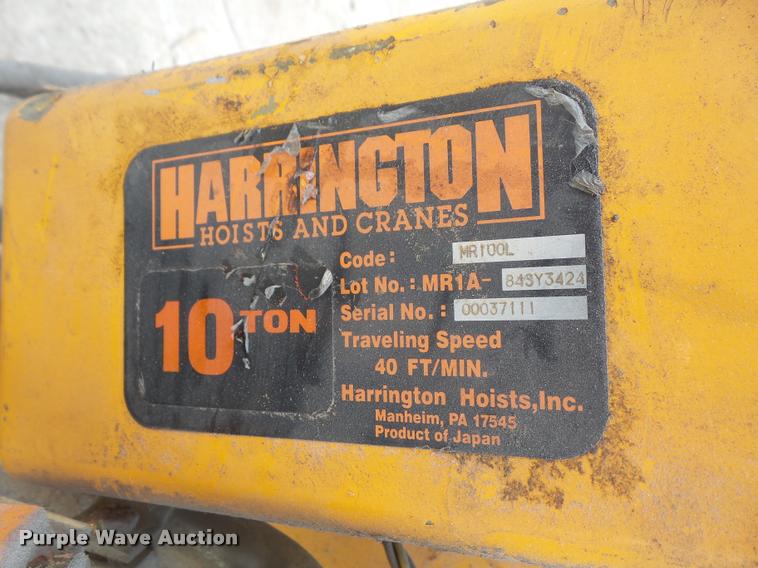 HARRINGTON
HOISTS AND CRANES
10 TON
Code: MR100L
Lot No.: MR1A- 843Y3424
Serial No.: 00037111
Traveling Speed
40 FT/MIN.
Harrington Hoists,Inc.
Manheim, PA 17545
Product of Japan
Purple Wave Auction®